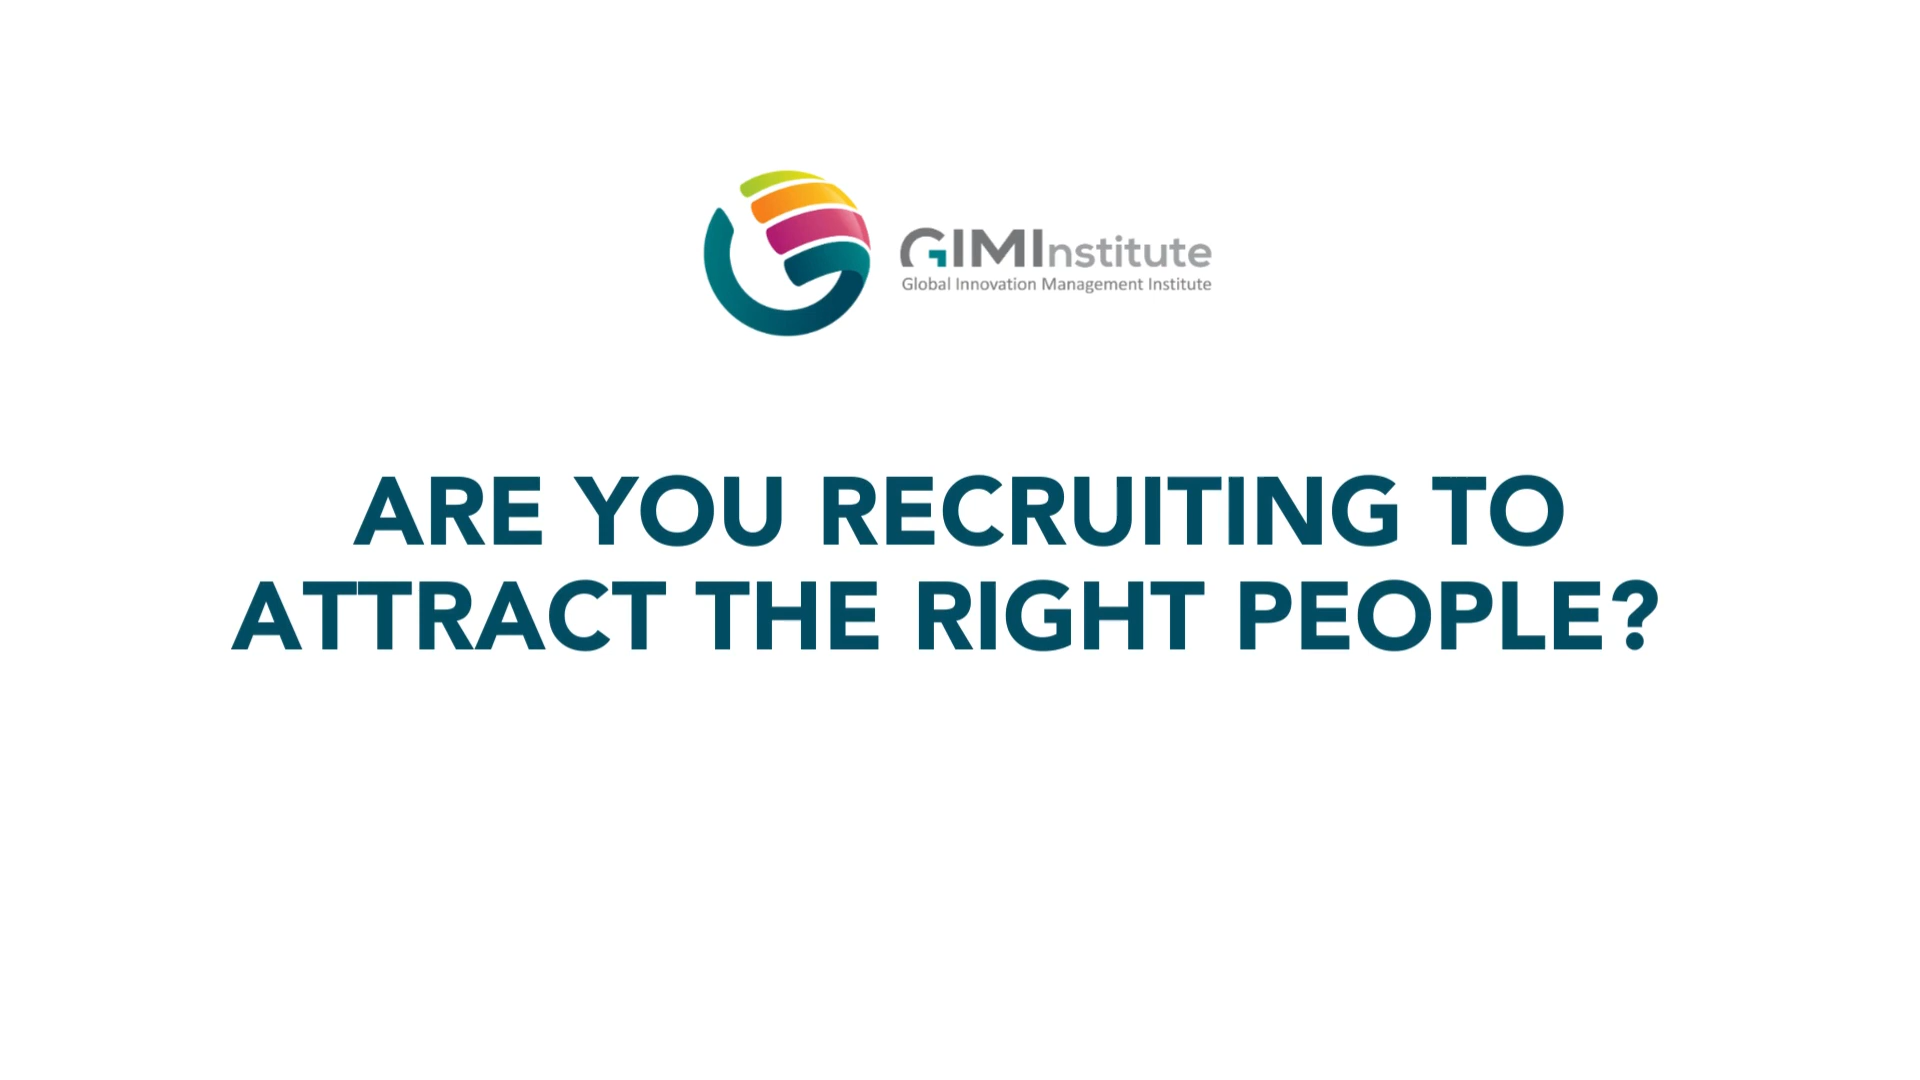 GIMInstitute
Global Innovation Management Institute
ARE YOU RECRUITING TO
ATTRACT THE RIGHT PEOPLE?